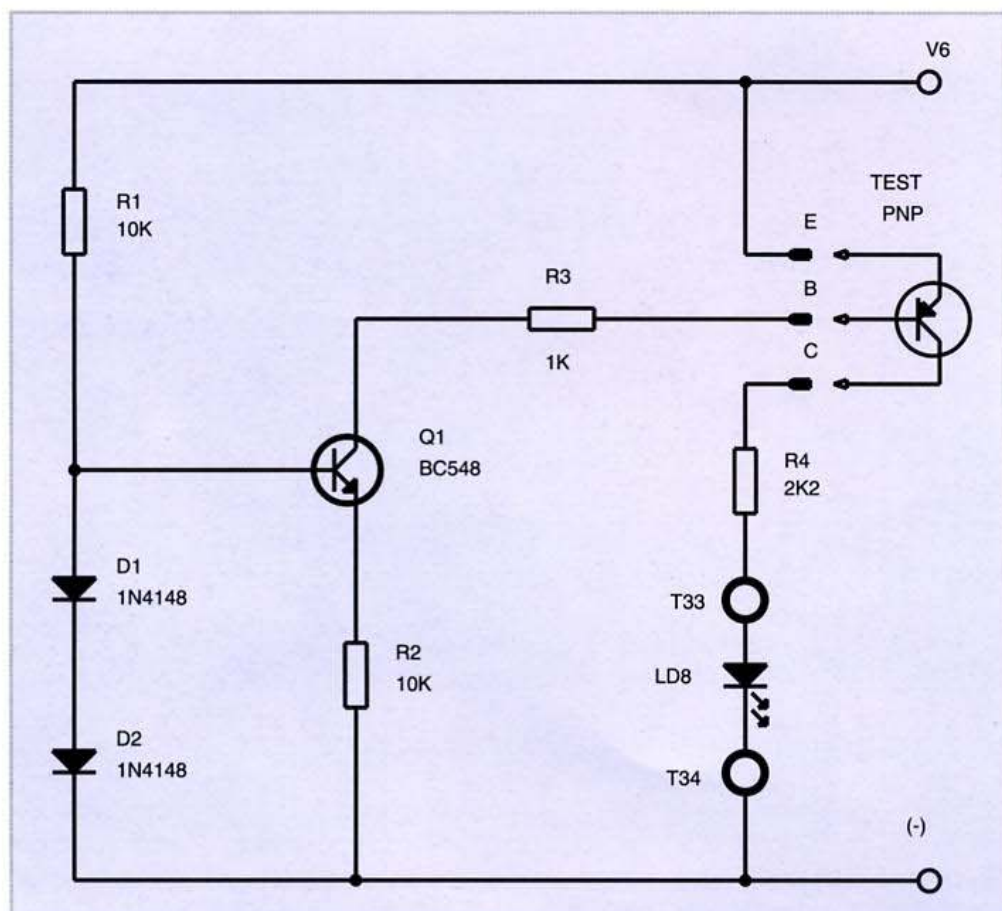 V6
TEST
PNP
E
R1
10K
R3
B
1K
C
Q1
BC548
R4
2K2
D1
1N4148
T33
R2
10K
LD8
D2
1N4148
T34
(-)